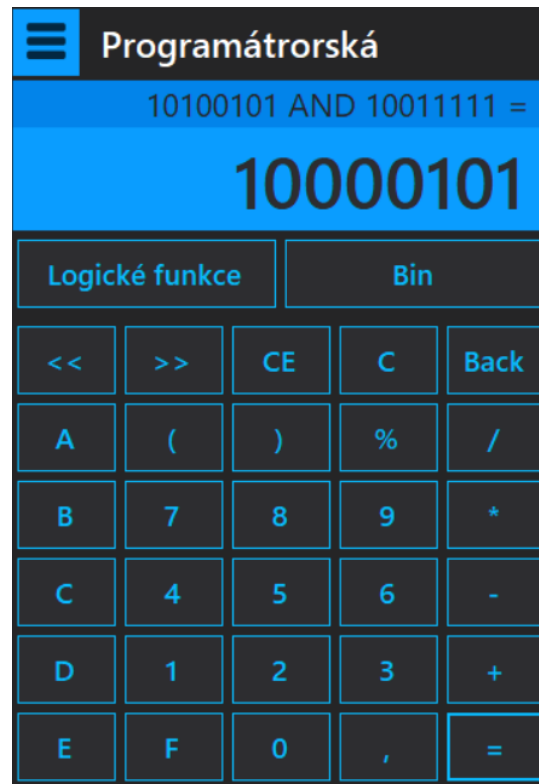 Programátrorská
10100101 AND 10011111 =
10000101
Logické funkce Bin
<< >> CE C Back
A ( ) % /
B 7 8 9 *
C 4 5 6 -
D 1 2 3 +
E F 0 , =